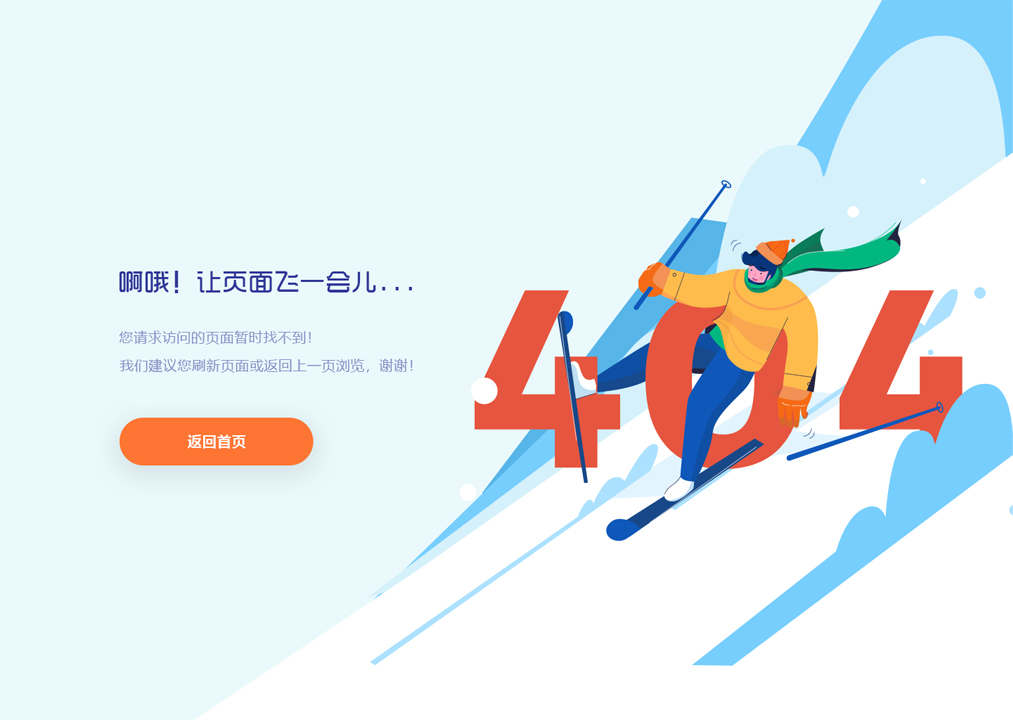 啊哦！让页面飞一会儿...
您请求访问的页面暂时找不到！
我们建议您刷新页面或返回上一页浏览，谢谢！
返回首页
404